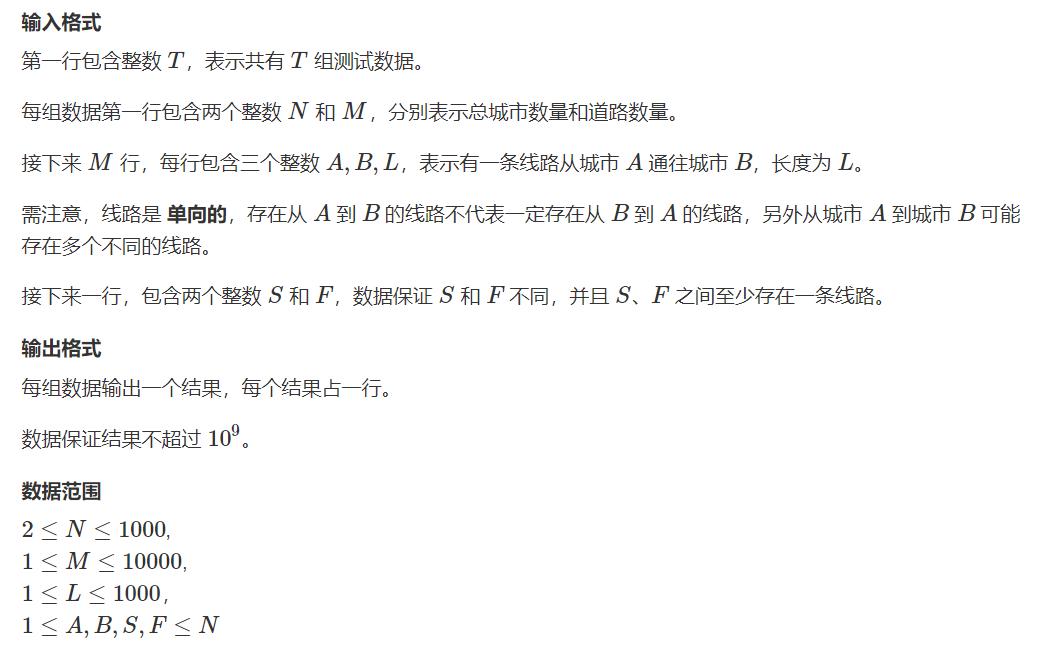 输入格式
第一行包含整数 T，表示共有 T 组测试数据。
每组数据第一行包含两个整数 N 和 M，分别表示总城市数量和道路数量。
接下来 M 行，每行包含三个整数 A,B,L，表示有一条线路从城市 A 通往城市 B，长度为 L。
需注意，线路是 单向的，存在从 A 到 B 的线路不代表一定存在从 B 到 A 的线路，另外从城市 A 到城市 B 可能
存在多个不同的线路。
接下来一行，包含两个整数 S 和 F，数据保证 S 和 F 不同，并且 S、F 之间至少存在一条线路。
输出格式
每组数据输出一个结果，每个结果占一行。
数据保证结果不超过 10⁹。
数据范围
2 ≤ N ≤ 1000,
1 ≤ M ≤ 10000,
1 ≤ L ≤ 1000,
1 ≤ A,B,S,F ≤ N